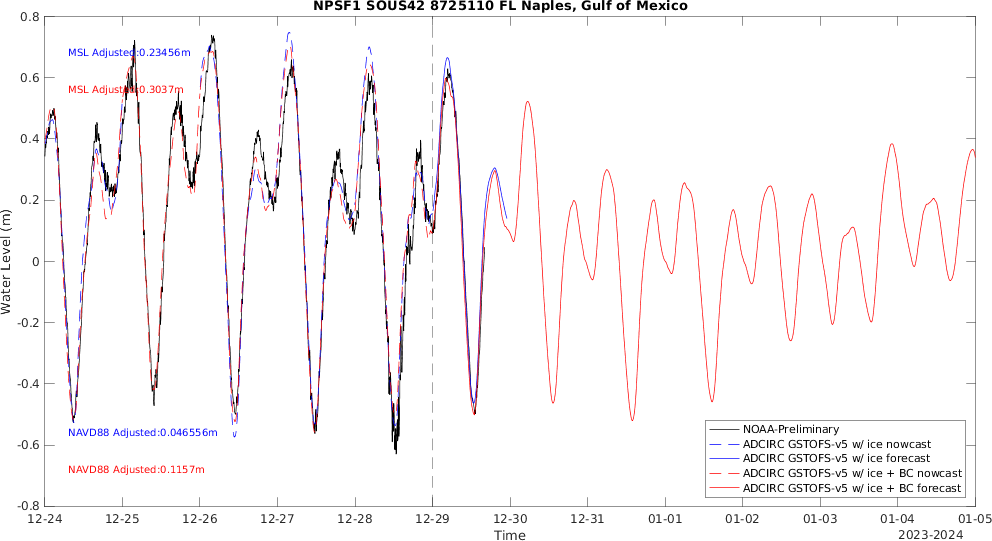 NPSF1 SOUS42 8725110 FL Naples, Gulf of Mexico
0.8
0.6
0.4
0.2
0
-0.2
-0.4
-0.6
-0.8
Water Level (m)
MSL Adjusted:0.23456m
MSL Adjusted:0.3037m
NAVD88 Adjusted:0.046556m
NAVD88 Adjusted:0.1157m
NOAA-Preliminary
ADCIRC GSTOFS-v5 w/ ice nowcast
ADCIRC GSTOFS-v5 w/ ice forecast
ADCIRC GSTOFS-v5 w/ ice + BC nowcast
ADCIRC GSTOFS-v5 w/ ice + BC forecast
12-24 12-25 12-26 12-27 12-28 12-29 12-30 12-31 01-01 01-02 01-03 01-04 01-05
Time
2023-2024